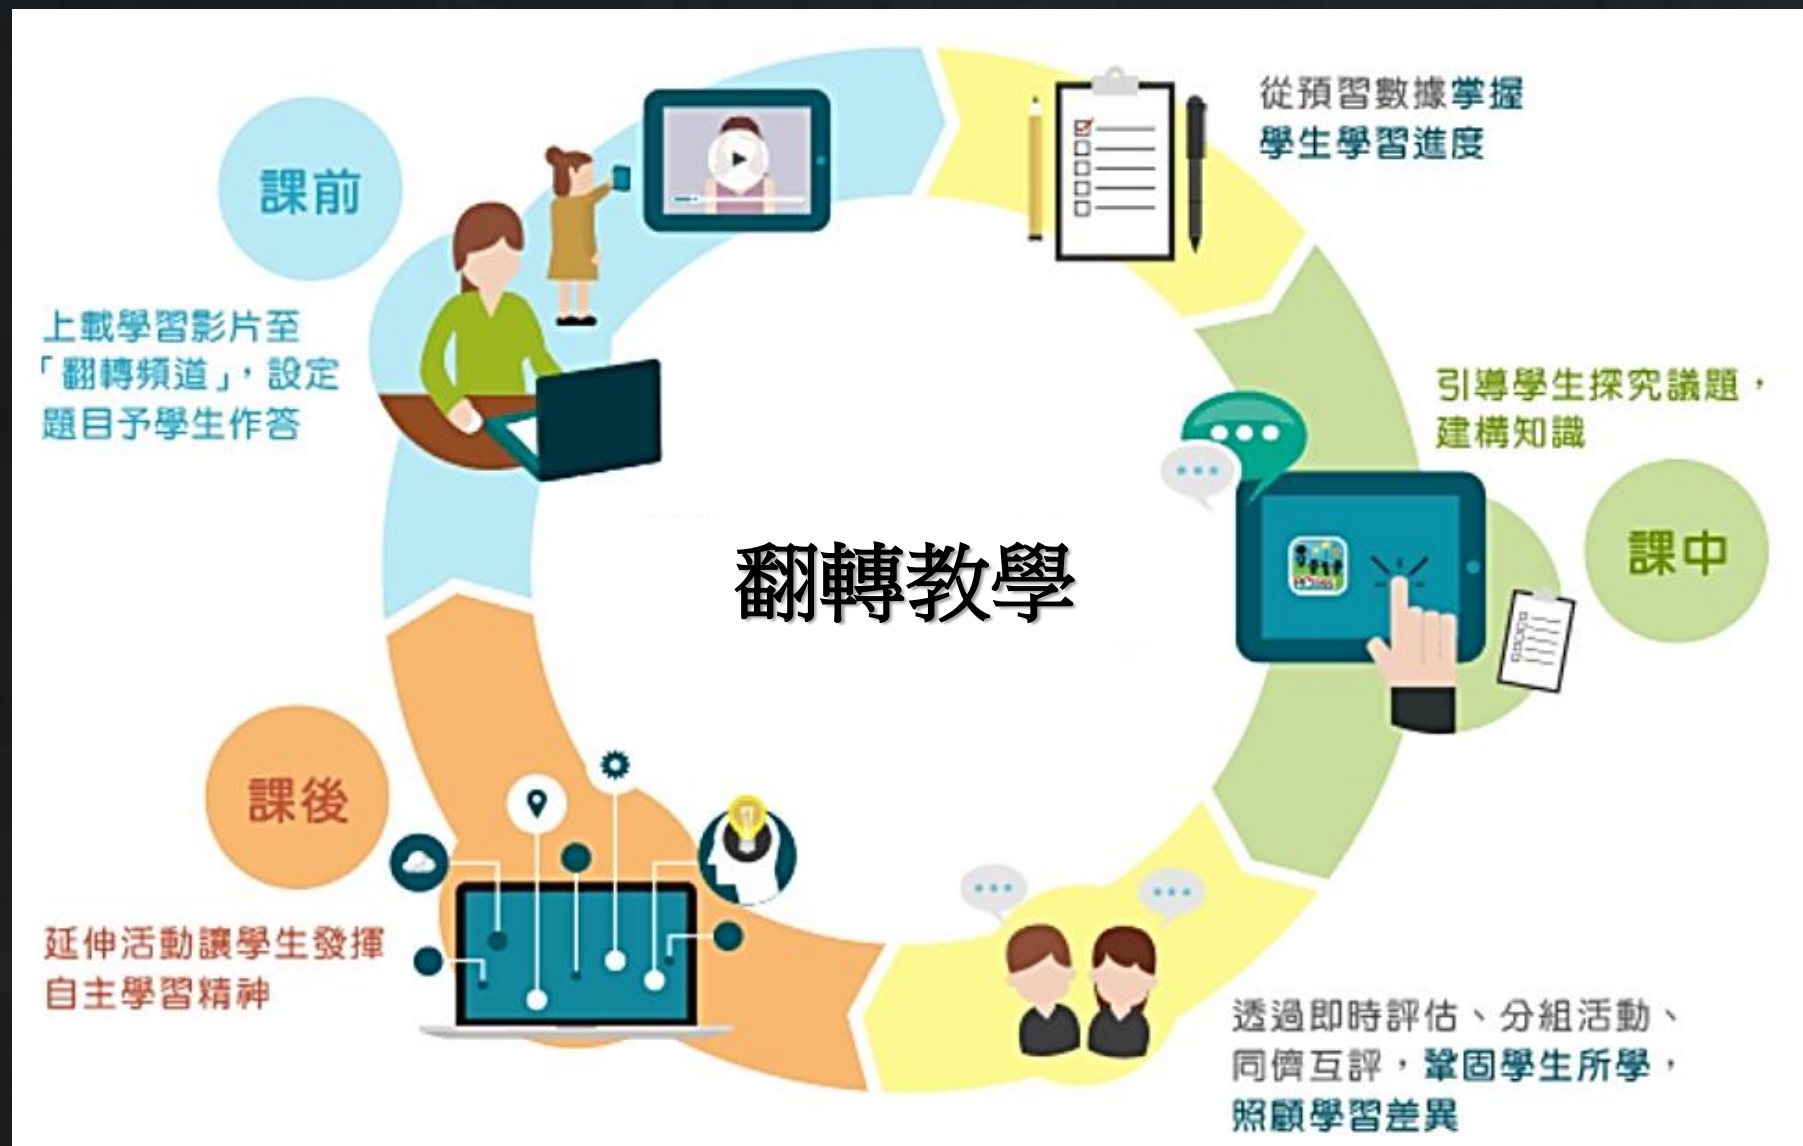 課前
上載學習影片至
「翻轉頻道」，設定
題目予學生作答
從預習數據掌握
學生學習進度
引導學生探究議題，
建構知識
課中
翻轉教學
透過即時評估、分組活動、
同儕互評，鞏固學生所學，
照顧學習差異
課後
延伸活動讓學生發揮
自主學習精神